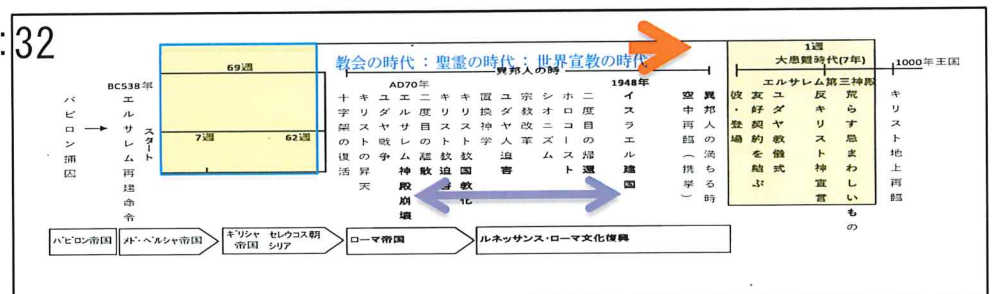 :32
教会の時代：聖霊の時代：世界宣教の時代
異邦人の時
69週
7週
62週
1週
大患難時代(7年)
1000年王国
BC538年
AD70年
1948年
バビロン捕囚
→
エルサレム再建命令
スタート
十字架の復活
キリストの昇天
ユダヤ戦争
エルサレム神殿崩壊
二度目の離散
キリスト教迫害
キリスト教国教化
置換神学
ユダヤ人迫害
宗教改革
シオニズム
ホロコースト
二度目の帰還
イスラエル建国
空中再臨（携挙）
異邦人の満ちる時
彼・登場
友好契約を結ぶ
ユダヤ教儀式
エルサレム第三神殿
反キリスト神宣言
荒らす忌まわしいもの
キリスト地上再臨
バビロン帝国
メド・ペルシャ帝国
ギリシャ帝国
セレウコス朝シリア
ローマ帝国
ルネッサンス・ローマ文化復興